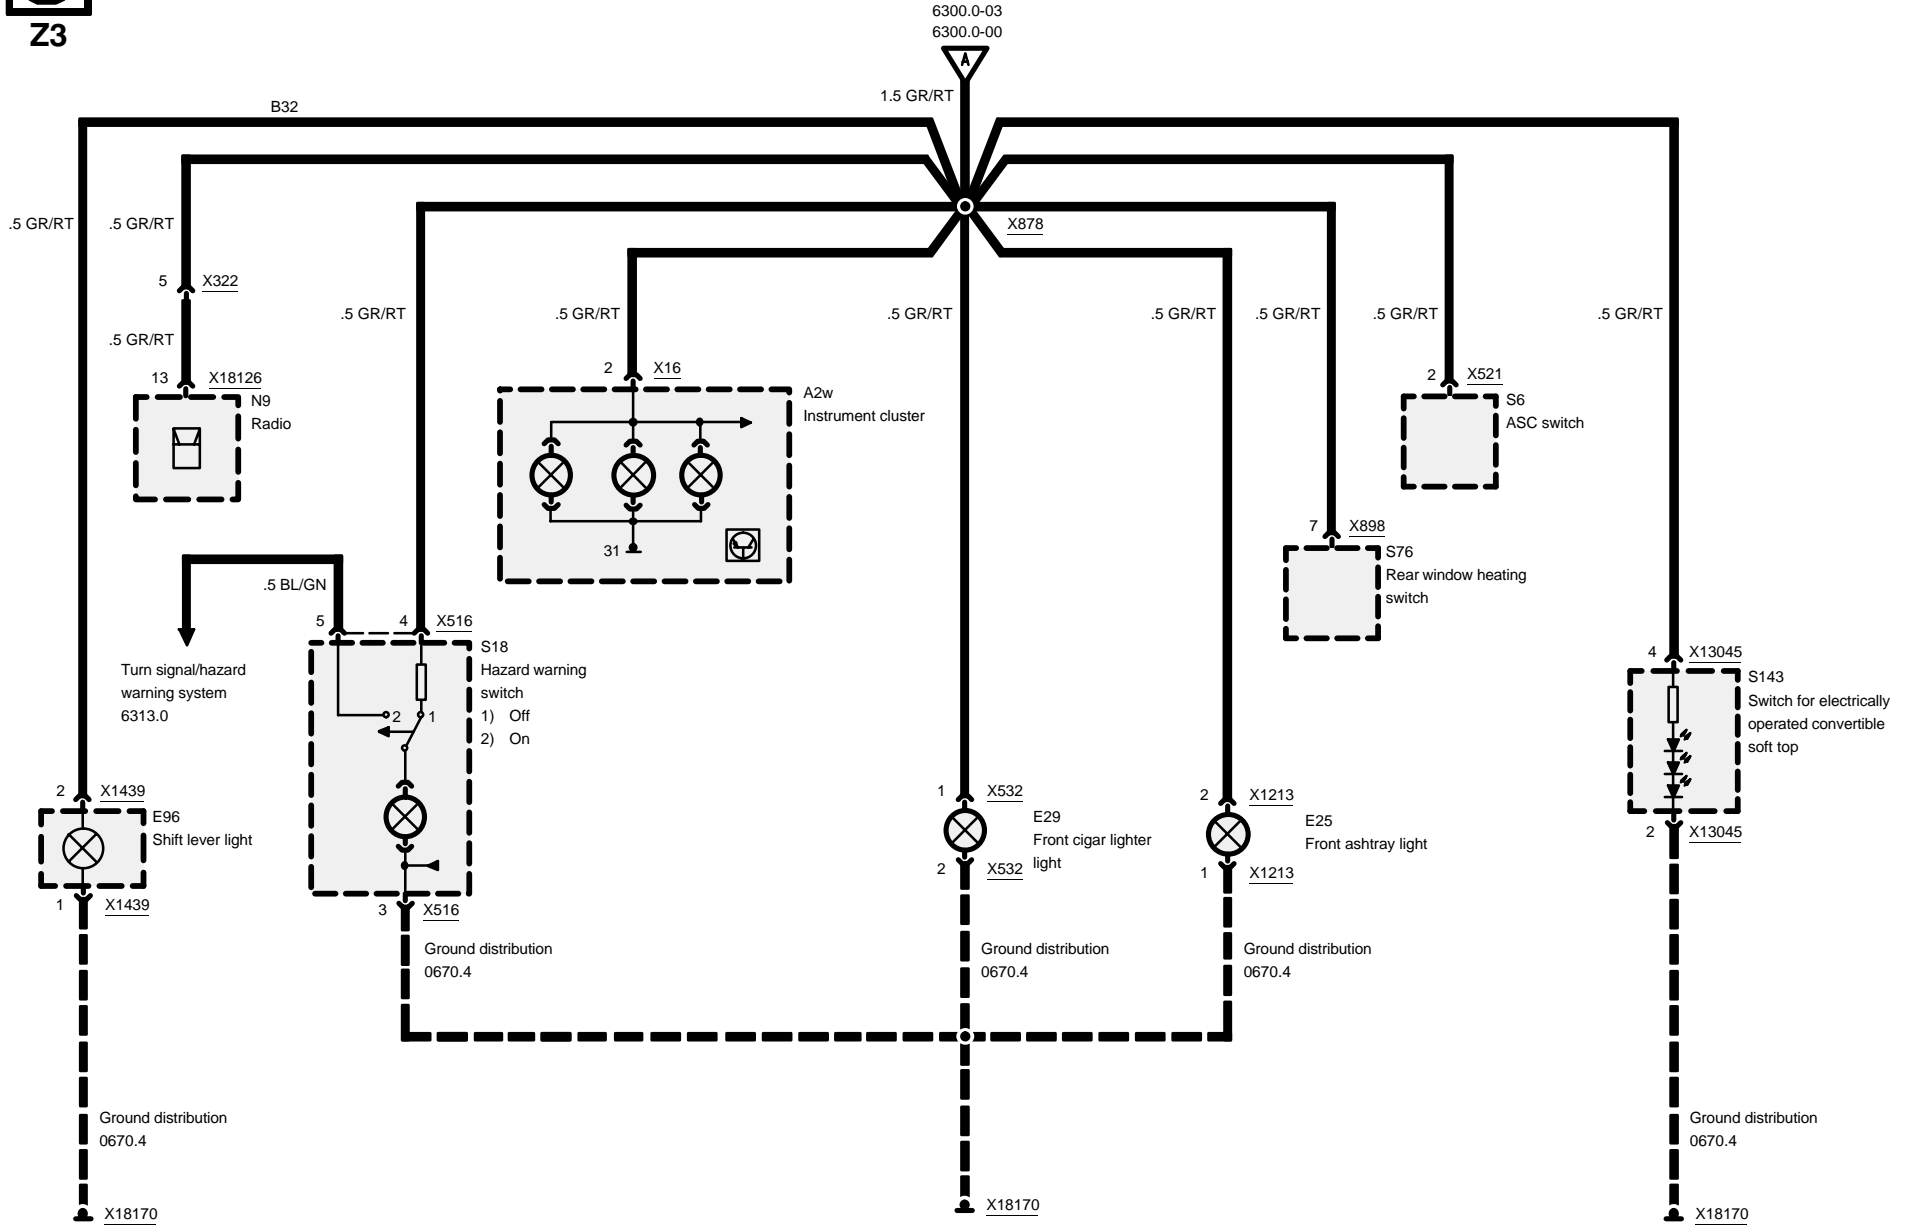 Z3
6300.0-03
6300.0-00
A
1.5 GR/RT
B32
X878
.5 GR/RT
.5 GR/RT
5
X322
.5 GR/RT
13
X18126
N9
Radio
.5 GR/RT
.5 GR/RT
.5 GR/RT
.5 GR/RT
.5 GR/RT
.5 GR/RT
.5 GR/RT
2
X16
A2w
Instrument cluster
31
2
X521
S6
ASC switch
7
X898
S76
Rear window heating
switch
.5 BL/GN
Turn signal/hazard
warning system
6313.0
5
4
X516
S18
Hazard warning
switch
1) Off
2) On
2
1
3
X516
Ground distribution
0670.4
4
X13045
S143
Switch for electrically
operated convertible
soft top
2
X13045
2
X1439
E96
Shift lever light
1
X1439
1
X532
E29
Front cigar lighter
light
2
X532
2
X1213
E25
Front ashtray light
1
X1213
Ground distribution
0670.4
Ground distribution
0670.4
Ground distribution
0670.4
Ground distribution
0670.4
X18170
X18170
X18170